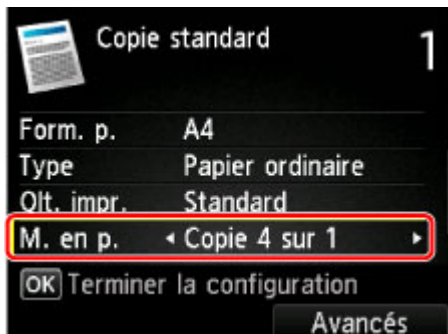 Copie standard
1
Form. p. A4
Type Papier ordinaire
Qlt. impr. Standard
M. en p. Copie 4 sur 1
OK Terminer la configuration
Avancés